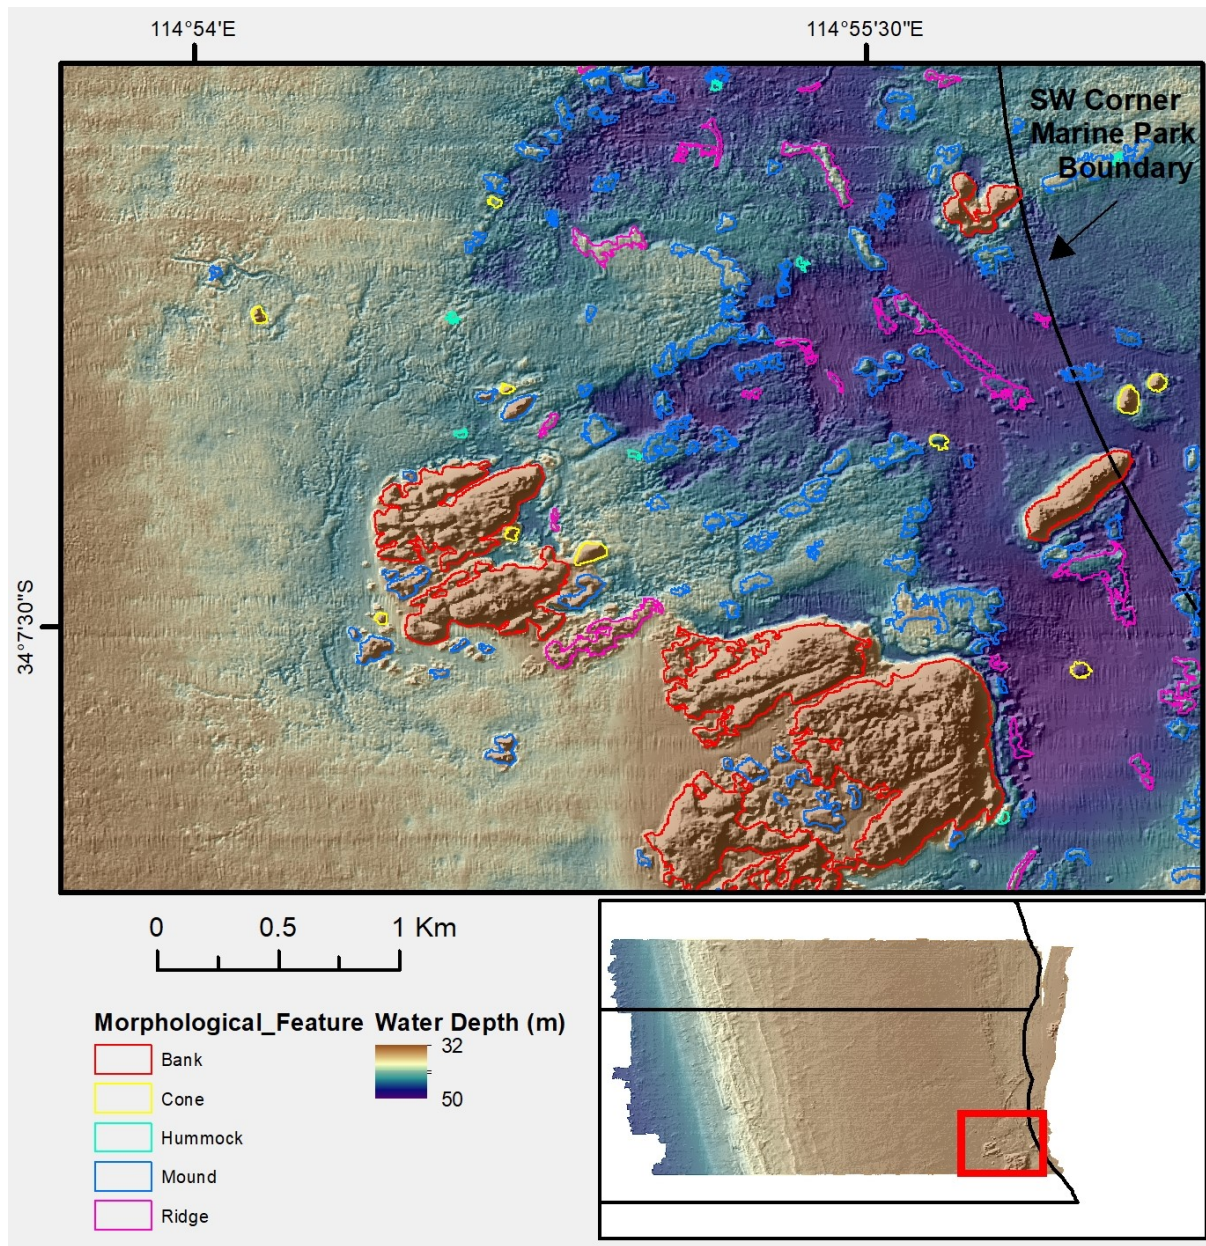 114°54'E
114°55'30"E
SW Corner
Marine Park
Boundary
34°7'30"S
0
0.5
1 Km
Morphological_Feature
Bank
Cone
Hummock
Mound
Ridge
Water Depth (m)
32
50